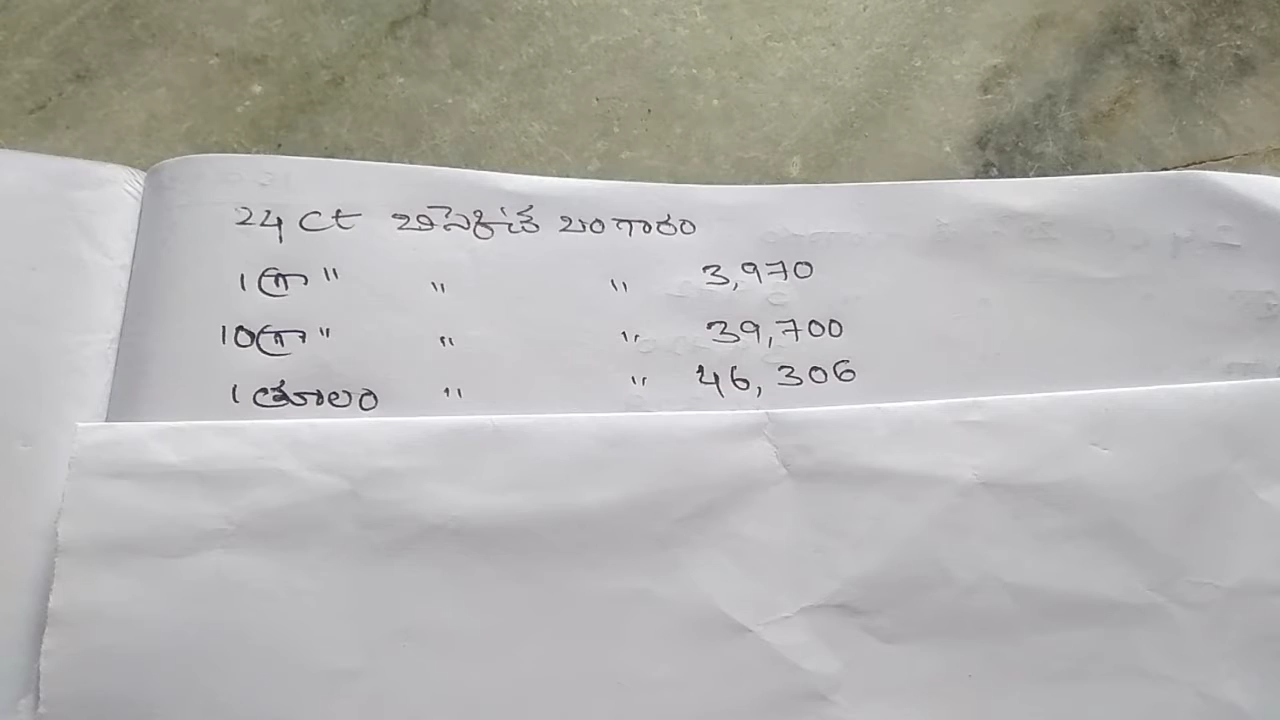 24 Ct బిస్కెట్ బంగారం
1 గ్రా " " " 3,970
10 గ్రా " " " 39,700
1 తులం " " 46,306